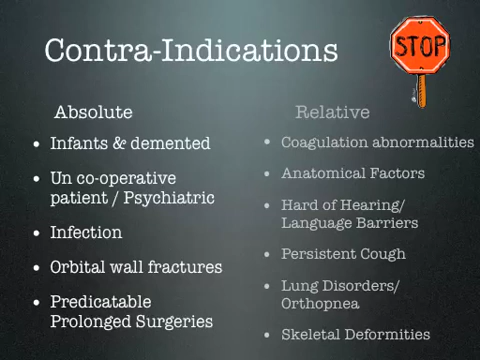 STOP
Contra-Indications
Absolute
Infants & demented
Un co-operative
patient / Psychiatric
Infection
Orbital wall fractures
Predicatable
Prolonged Surgeries
Relative
Coagulation abnormalities
Anatomical Factors
Hard of Hearing/
Language Barriers
Persistent Cough
Lung Disorders/
Orthopnea
Skeletal Deformities